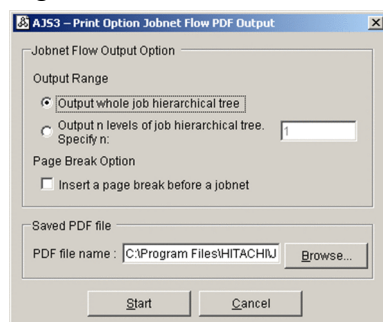 AJS3 – Print Option Jobnet Flow PDF Output
Jobnet Flow Output Option
Output Range
Output whole job hierarchical tree
Output n levels of job hierarchical tree.
Specify n:
1
Page Break Option
Insert a page break before a jobnet
Saved PDF file
PDF file name : C:\Program Files\HITACHI\J
Browse...
Start
Cancel